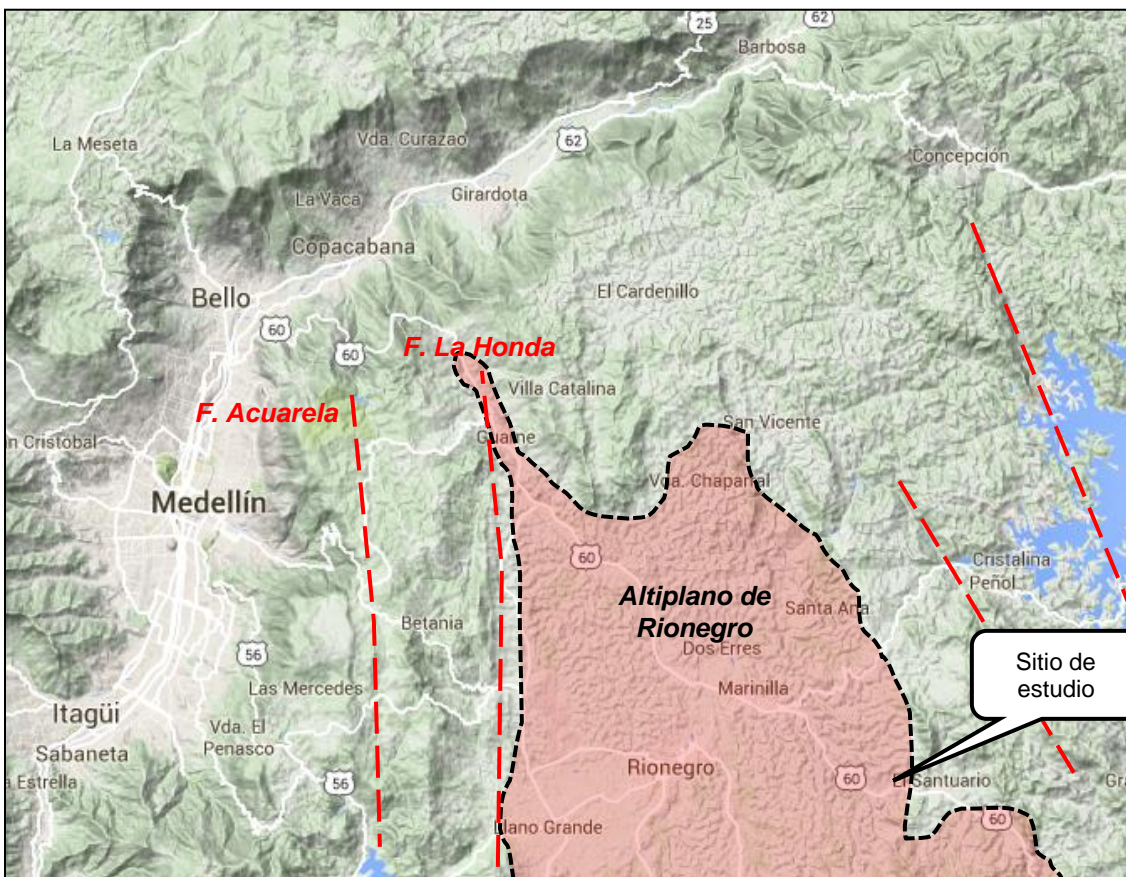 25
62
Barbosa
La Meseta
Vda. Curazao
62
Concepción
La Vaca
Girardota
Copacabana
El Cardenillo
Bello
60
60
F. La Honda
Villa Catalina
F. Acuarela
San Vicente
Guarne
Cristóbal
Vda. Chaparral
Medellín
60
Cristalina
Peñol
Altiplano de
Rionegro
Santa Ana
Betania
Dos Erres
56
Sitio de
estudio
Las Mercedes
Marinilla
Itagüí
Vda. El
Penasco
Sabaneta
Rionegro
Estrella
56
60
El Santuario
Llano Grande
60